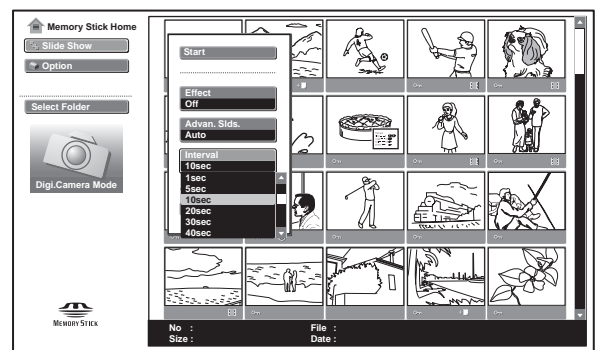 Memory Stick Home
Slide Show
Option
Select Folder
Digi.Camera Mode
MEMORY STICK
Start
Effect
Off
Advan. Slds.
Auto
Interval
10sec
1sec
5sec
10sec
20sec
30sec
40sec
No :
File :
Size :
Date :